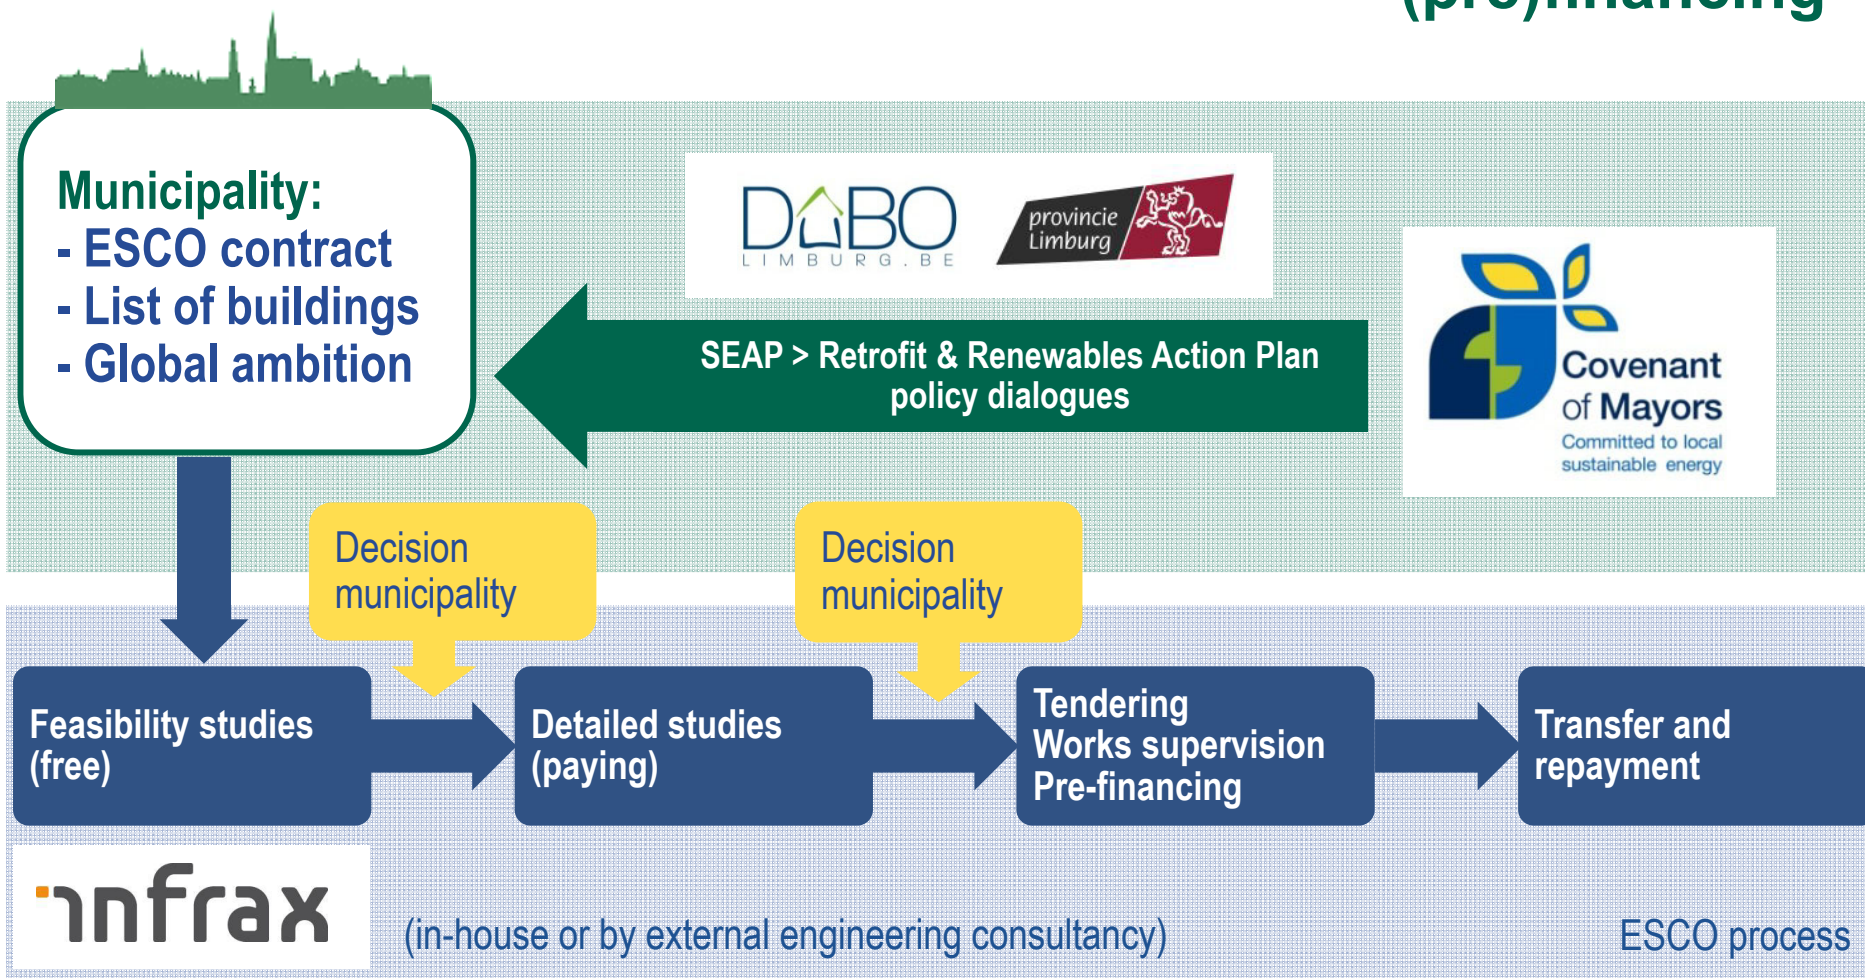 (pre)financing
Municipality:
- ESCO contract
- List of buildings
- Global ambition
DUBO
LIMBURG.BE
provincie
Limburg
SEAP > Retrofit & Renewables Action Plan
policy dialogues
Covenant
of Mayors
Committed to local
sustainable energy
Decision
municipality
Decision
municipality
Feasibility studies
(free)
Detailed studies
(paying)
Tendering
Works supervision
Pre-financing
Transfer and
repayment
infrax
(in-house or by external engineering consultancy)
ESCO process